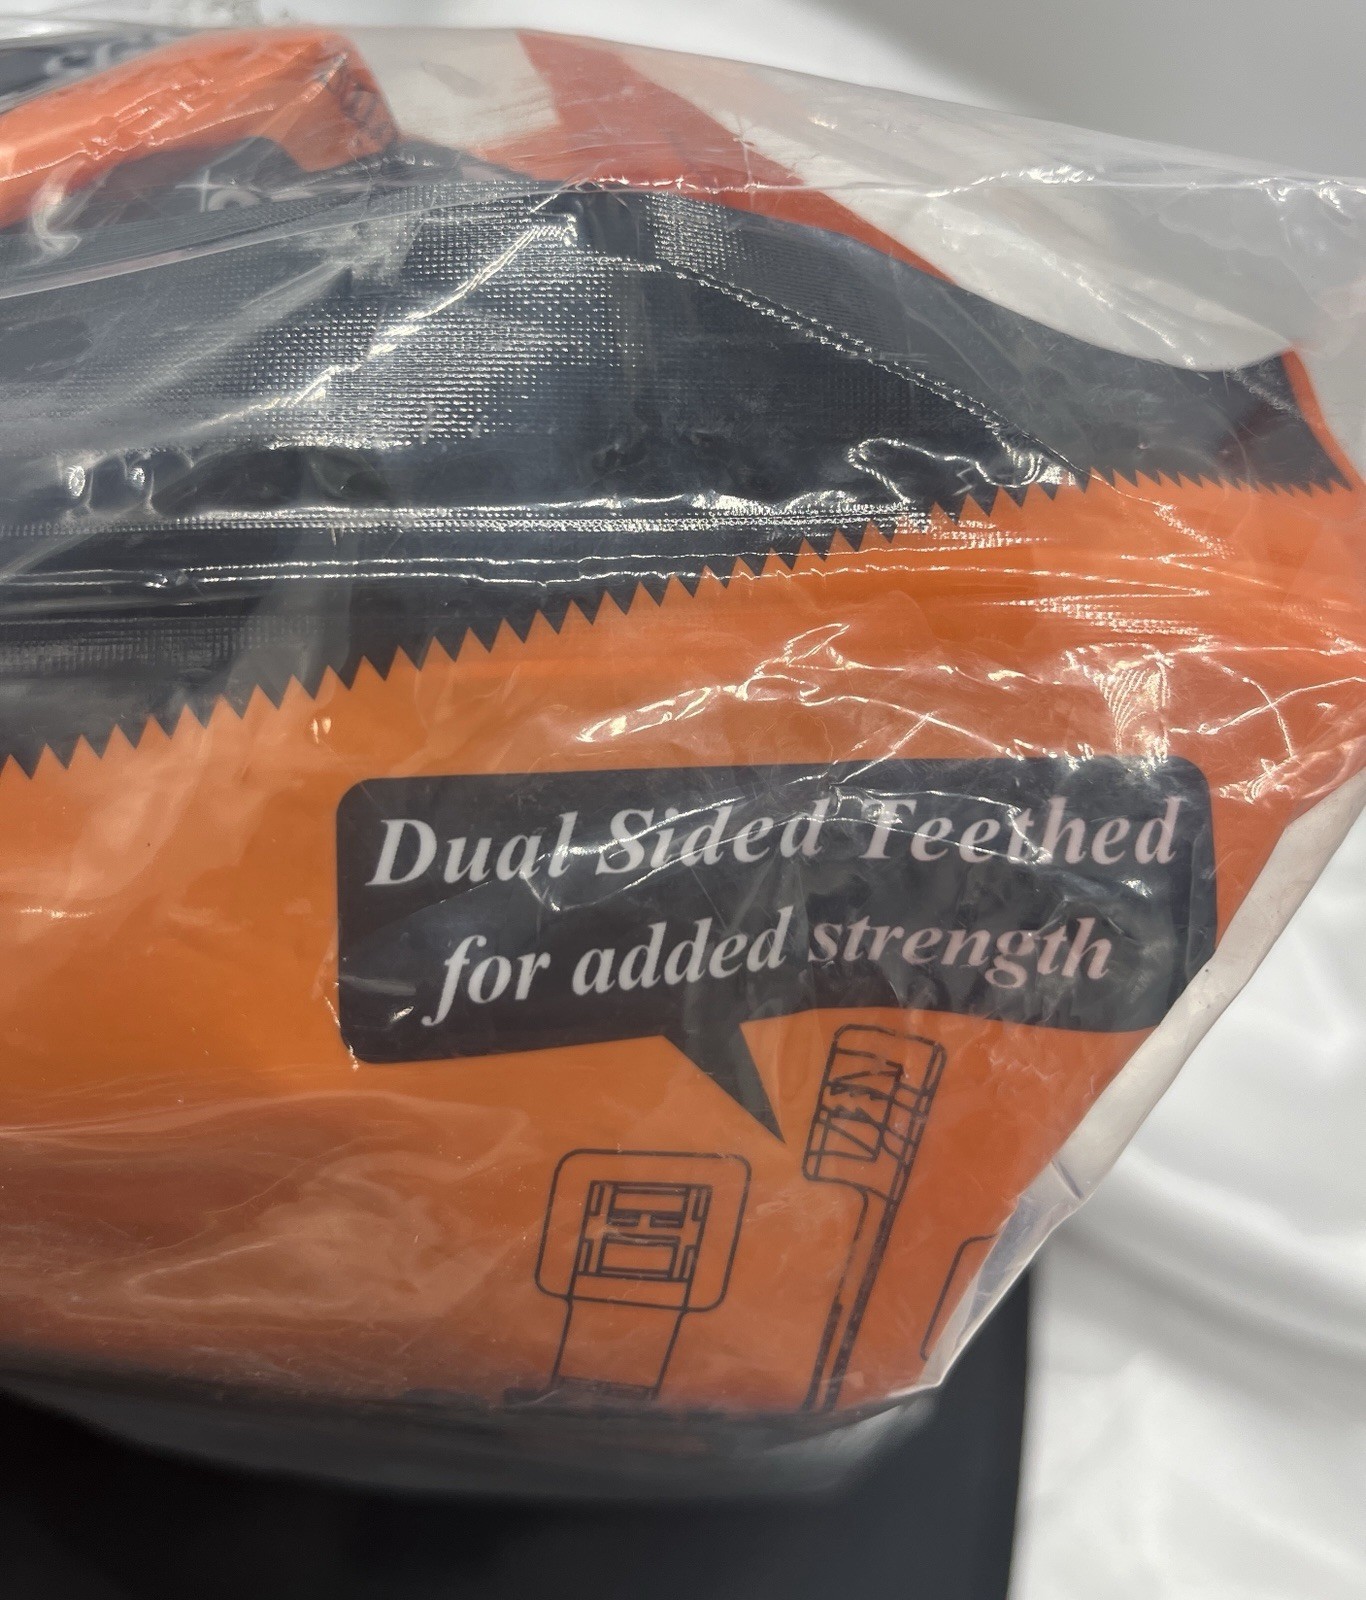 Dual Sided Teethed
for added strength